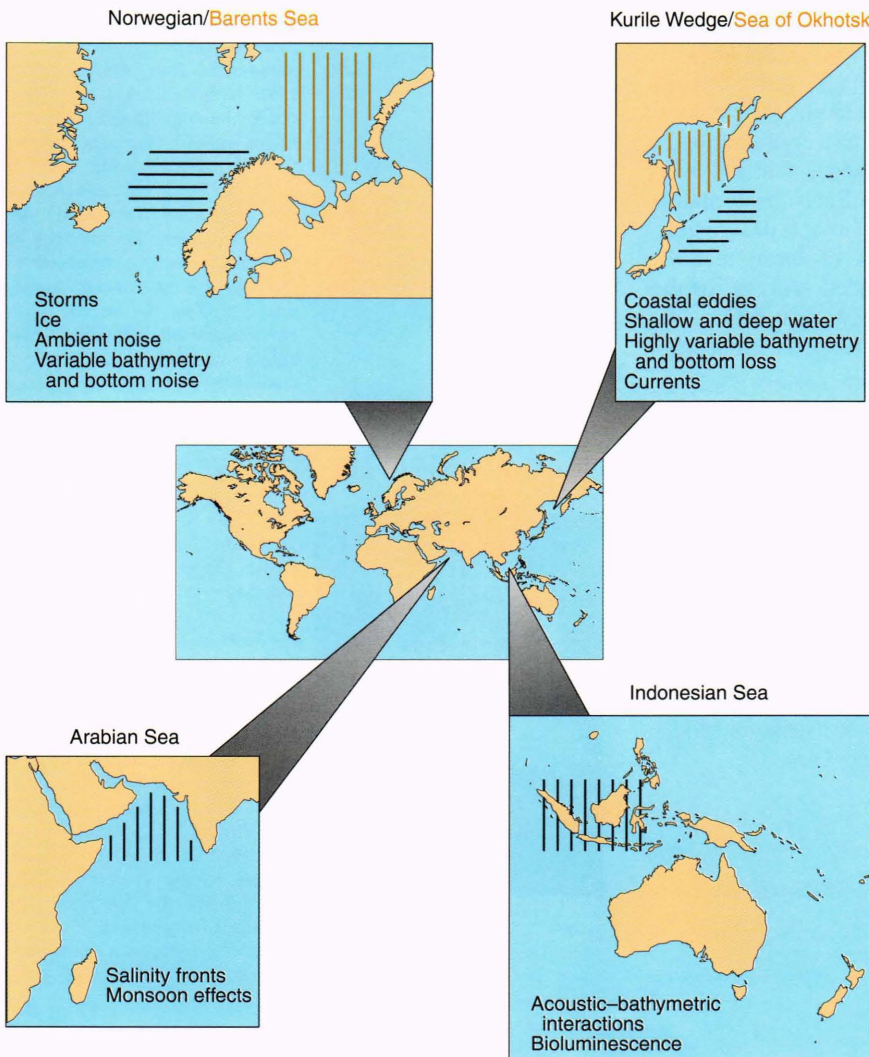 Norwegian/Barents Sea
Storms
Ice
Ambient noise
Variable bathymetry
and bottom noise
Kurile Wedge/Sea of Okhotsk
Coastal eddies
Shallow and deep water
Highly variable bathymetry
and bottom loss
Currents
Arabian Sea
Salinity fronts
Monsoon effects
Indonesian Sea
Acoustic–bathymetric
interactions
Bioluminescence